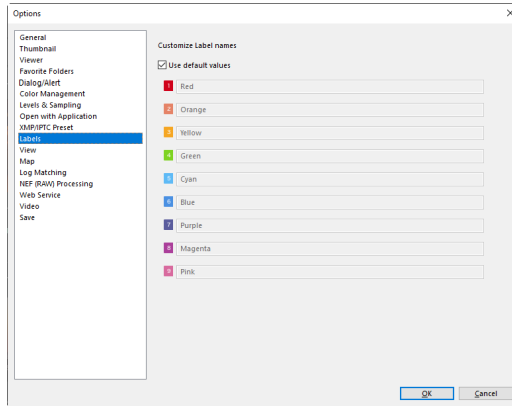 Options
General
Thumbnail
Viewer
Favorite Folders
Dialog/Alert
Color Management
Levels & Sampling
Open with Application
XMP/IPTC Preset
Labels
View
Map
Log Matching
NEF (RAW) Processing
Web Service
Video
Save
Customize Label names
Use default values
1 Red
2 Orange
3 Yellow
4 Green
5 Cyan
6 Blue
7 Purple
8 Magenta
9 Pink
OK
Cancel